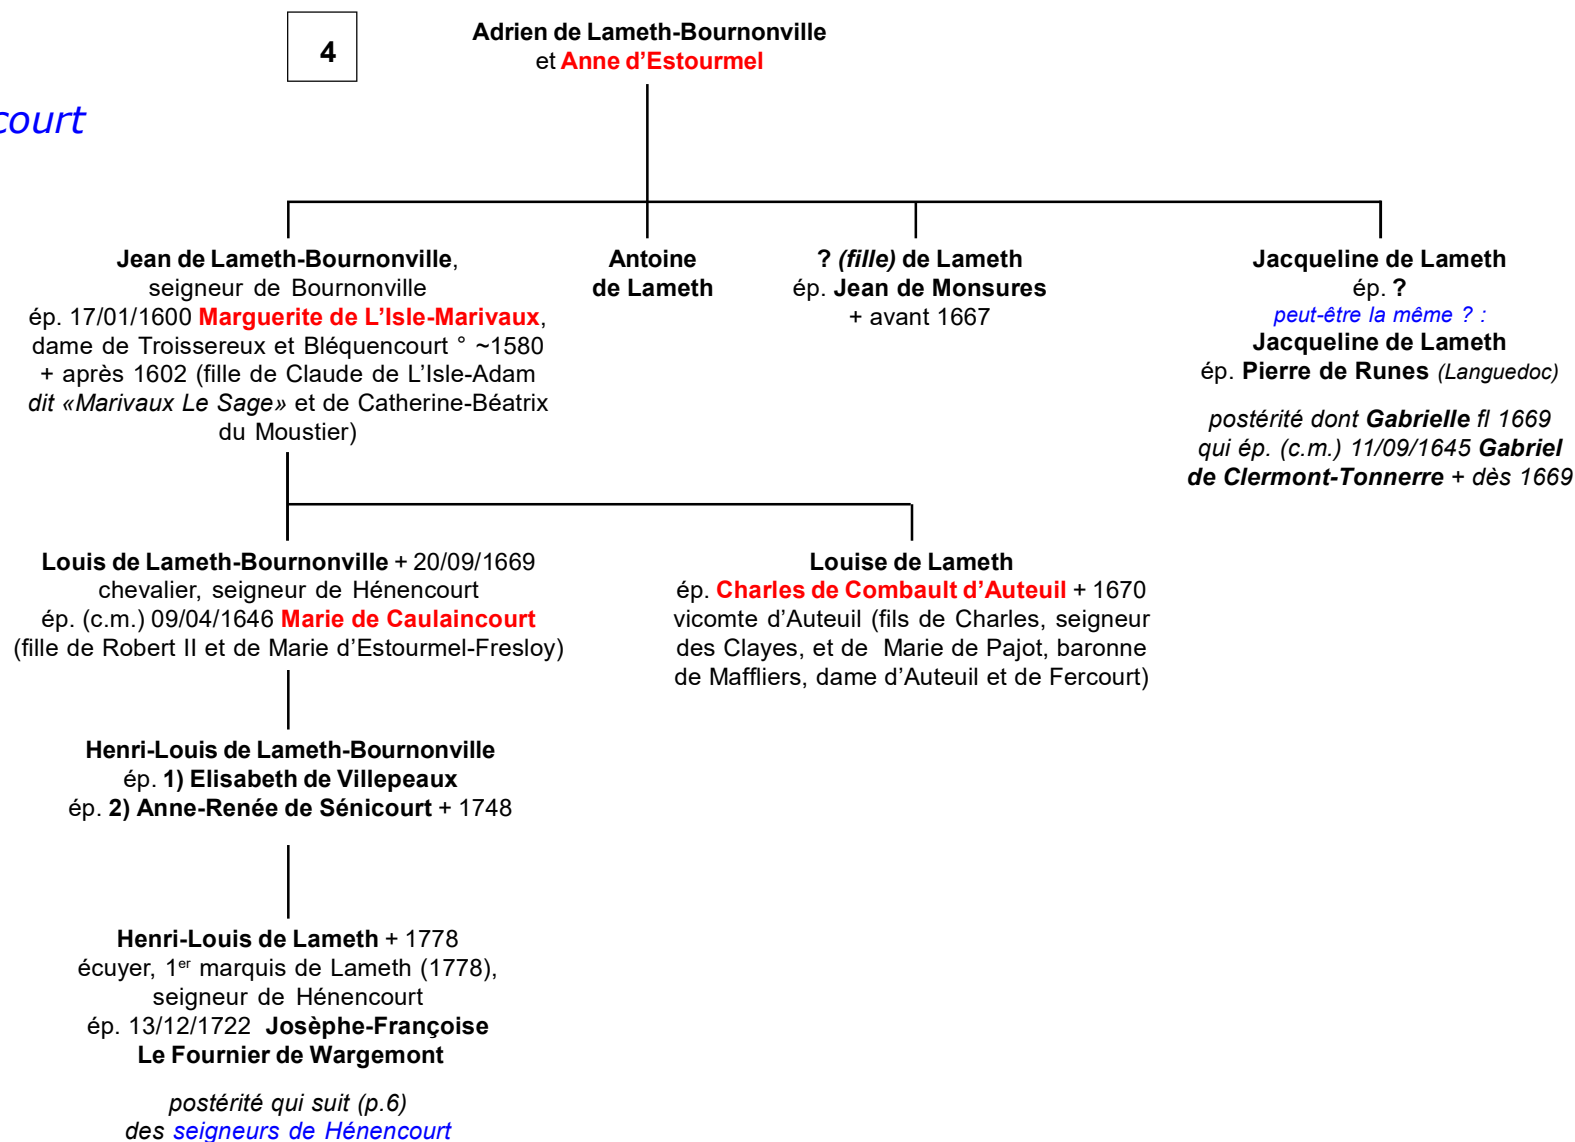 4
Adrien de Lameth-Bournonville
et Anne d’Estourmel
court
Jean de Lameth-Bournonville,
seigneur de Bournonville
ép. 17/01/1600 Marguerite de L’Isle-Marivaux,
dame de Troissereux et Bléquencourt ° ~1580
+ après 1602 (fille de Claude de L’Isle-Adam
dit «Marivaux Le Sage» et de Catherine-Béatrix
du Moustier)
Antoine
de Lameth
? (fille) de Lameth
ép. Jean de Monsures
+ avant 1667
Jacqueline de Lameth
ép. ?
peut-être la même ? :
Jacqueline de Lameth
ép. Pierre de Runes (Languedoc)
postérité dont Gabrielle fl 1669
qui ép. (c.m.) 11/09/1645 Gabriel
de Clermont-Tonnerre + dès 1669
Louis de Lameth-Bournonville + 20/09/1669
chevalier, seigneur de Hénencourt
ép. (c.m.) 09/04/1646 Marie de Caulaincourt
(fille de Robert II et de Marie d’Estourmel-Fresloy)
Louise de Lameth
ép. Charles de Combault d’Auteuil + 1670
vicomte d’Auteuil (fils de Charles, seigneur
des Clayes, et de Marie de Pajot, baronne
de Maffliers, dame d’Auteuil et de Fercourt)
Henri-Louis de Lameth-Bournonville
ép. 1) Elisabeth de Villepeaux
ép. 2) Anne-Renée de Sénicourt + 1748
Henri-Louis de Lameth + 1778
écuyer, 1er marquis de Lameth (1778),
seigneur de Hénencourt
ép. 13/12/1722 Josèphe-Françoise
Le Fournier de Wargemont
postérité qui suit (p.6)
des seigneurs de Hénencourt